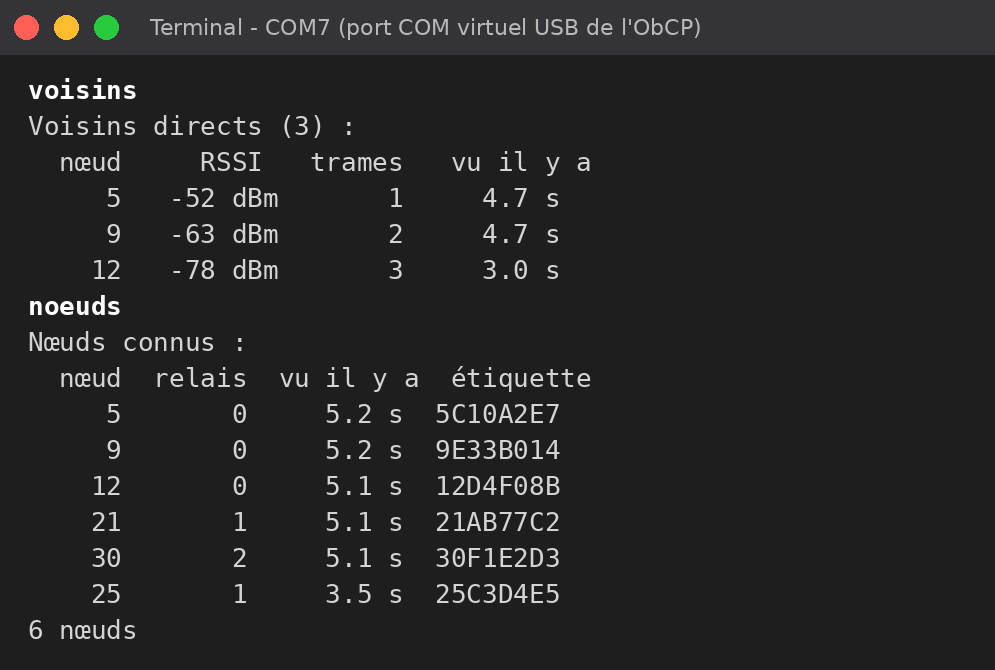 Terminal - COM7 (port COM virtuel USB de l'ObCP)
voisins
Voisins directs (3) :
  nœud     RSSI   trames   vu il y a
     5   -52 dBm       1     4.7 s
     9   -63 dBm       2     4.7 s
    12   -78 dBm       3     3.0 s
noeuds
Nœuds connus :
  nœud  relais  vu il y a  étiquette
     5       0     5.2 s  5C10A2E7
     9       0     5.2 s  9E33B014
    12       0     5.1 s  12D4F08B
    21       1     5.1 s  21AB77C2
    30       2     5.1 s  30F1E2D3
    25       1     3.5 s  25C3D4E5
6 nœuds